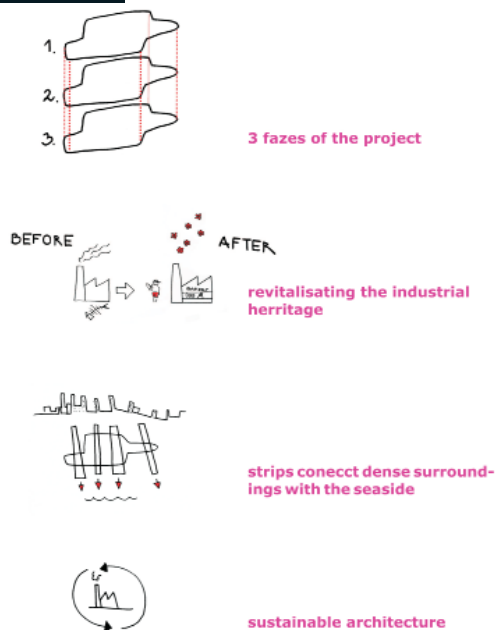 1.
2.
3.
3 fazes of the project
BEFORE
AFTER
revitalisating the industrial
herritage
strips conecct dense surround-
ings with the seaside
sustainable architecture